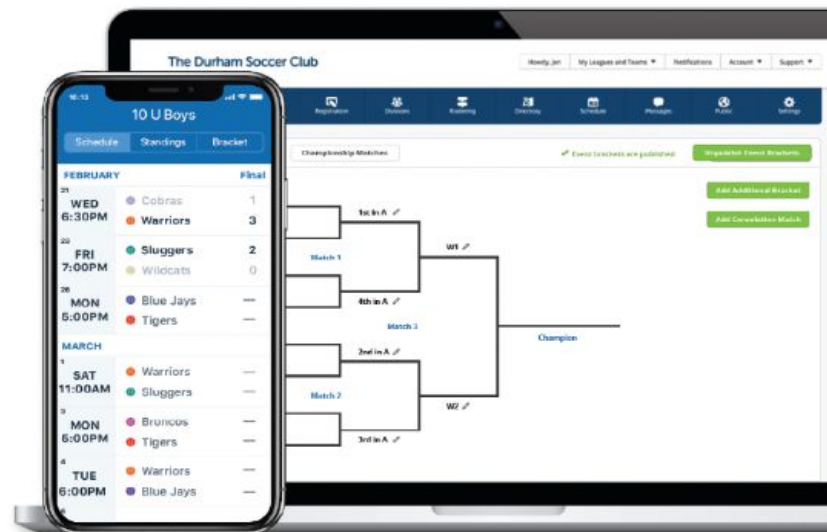 The Durham Soccer Club
Howdy, Jen
My Leagues and Teams
Notifications
Account
Support
Registration
Divisions
Directory
Schedule
Messages
Public
Settings
Championship Matches
Event brackets are published
Unpublish Event Brackets
Add Additional Bracket
Add Consolation Match
1st in A
Match 1
4th in A
W1
Match 3
Champion
2nd in A
Match 2
W2
3rd in A
10 U Boys
Schedule Standings Bracket
FEBRUARY Final
21
WED
6:30PM
Cobras 1
Warriors 3
23
FRI
7:00PM
Sluggers 2
Wildcats 0
26
MON
5:00PM
Blue Jays —
Tigers —
MARCH
1
SAT
11:00AM
Warriors —
Sluggers —
3
MON
6:00PM
Broncos —
Tigers —
4
TUE
6:00PM
Warriors —
Blue Jays —